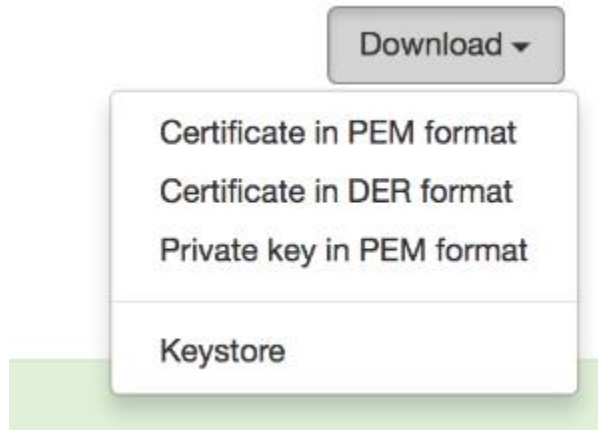 Download
Certificate in PEM format
Certificate in DER format
Private key in PEM format
Keystore